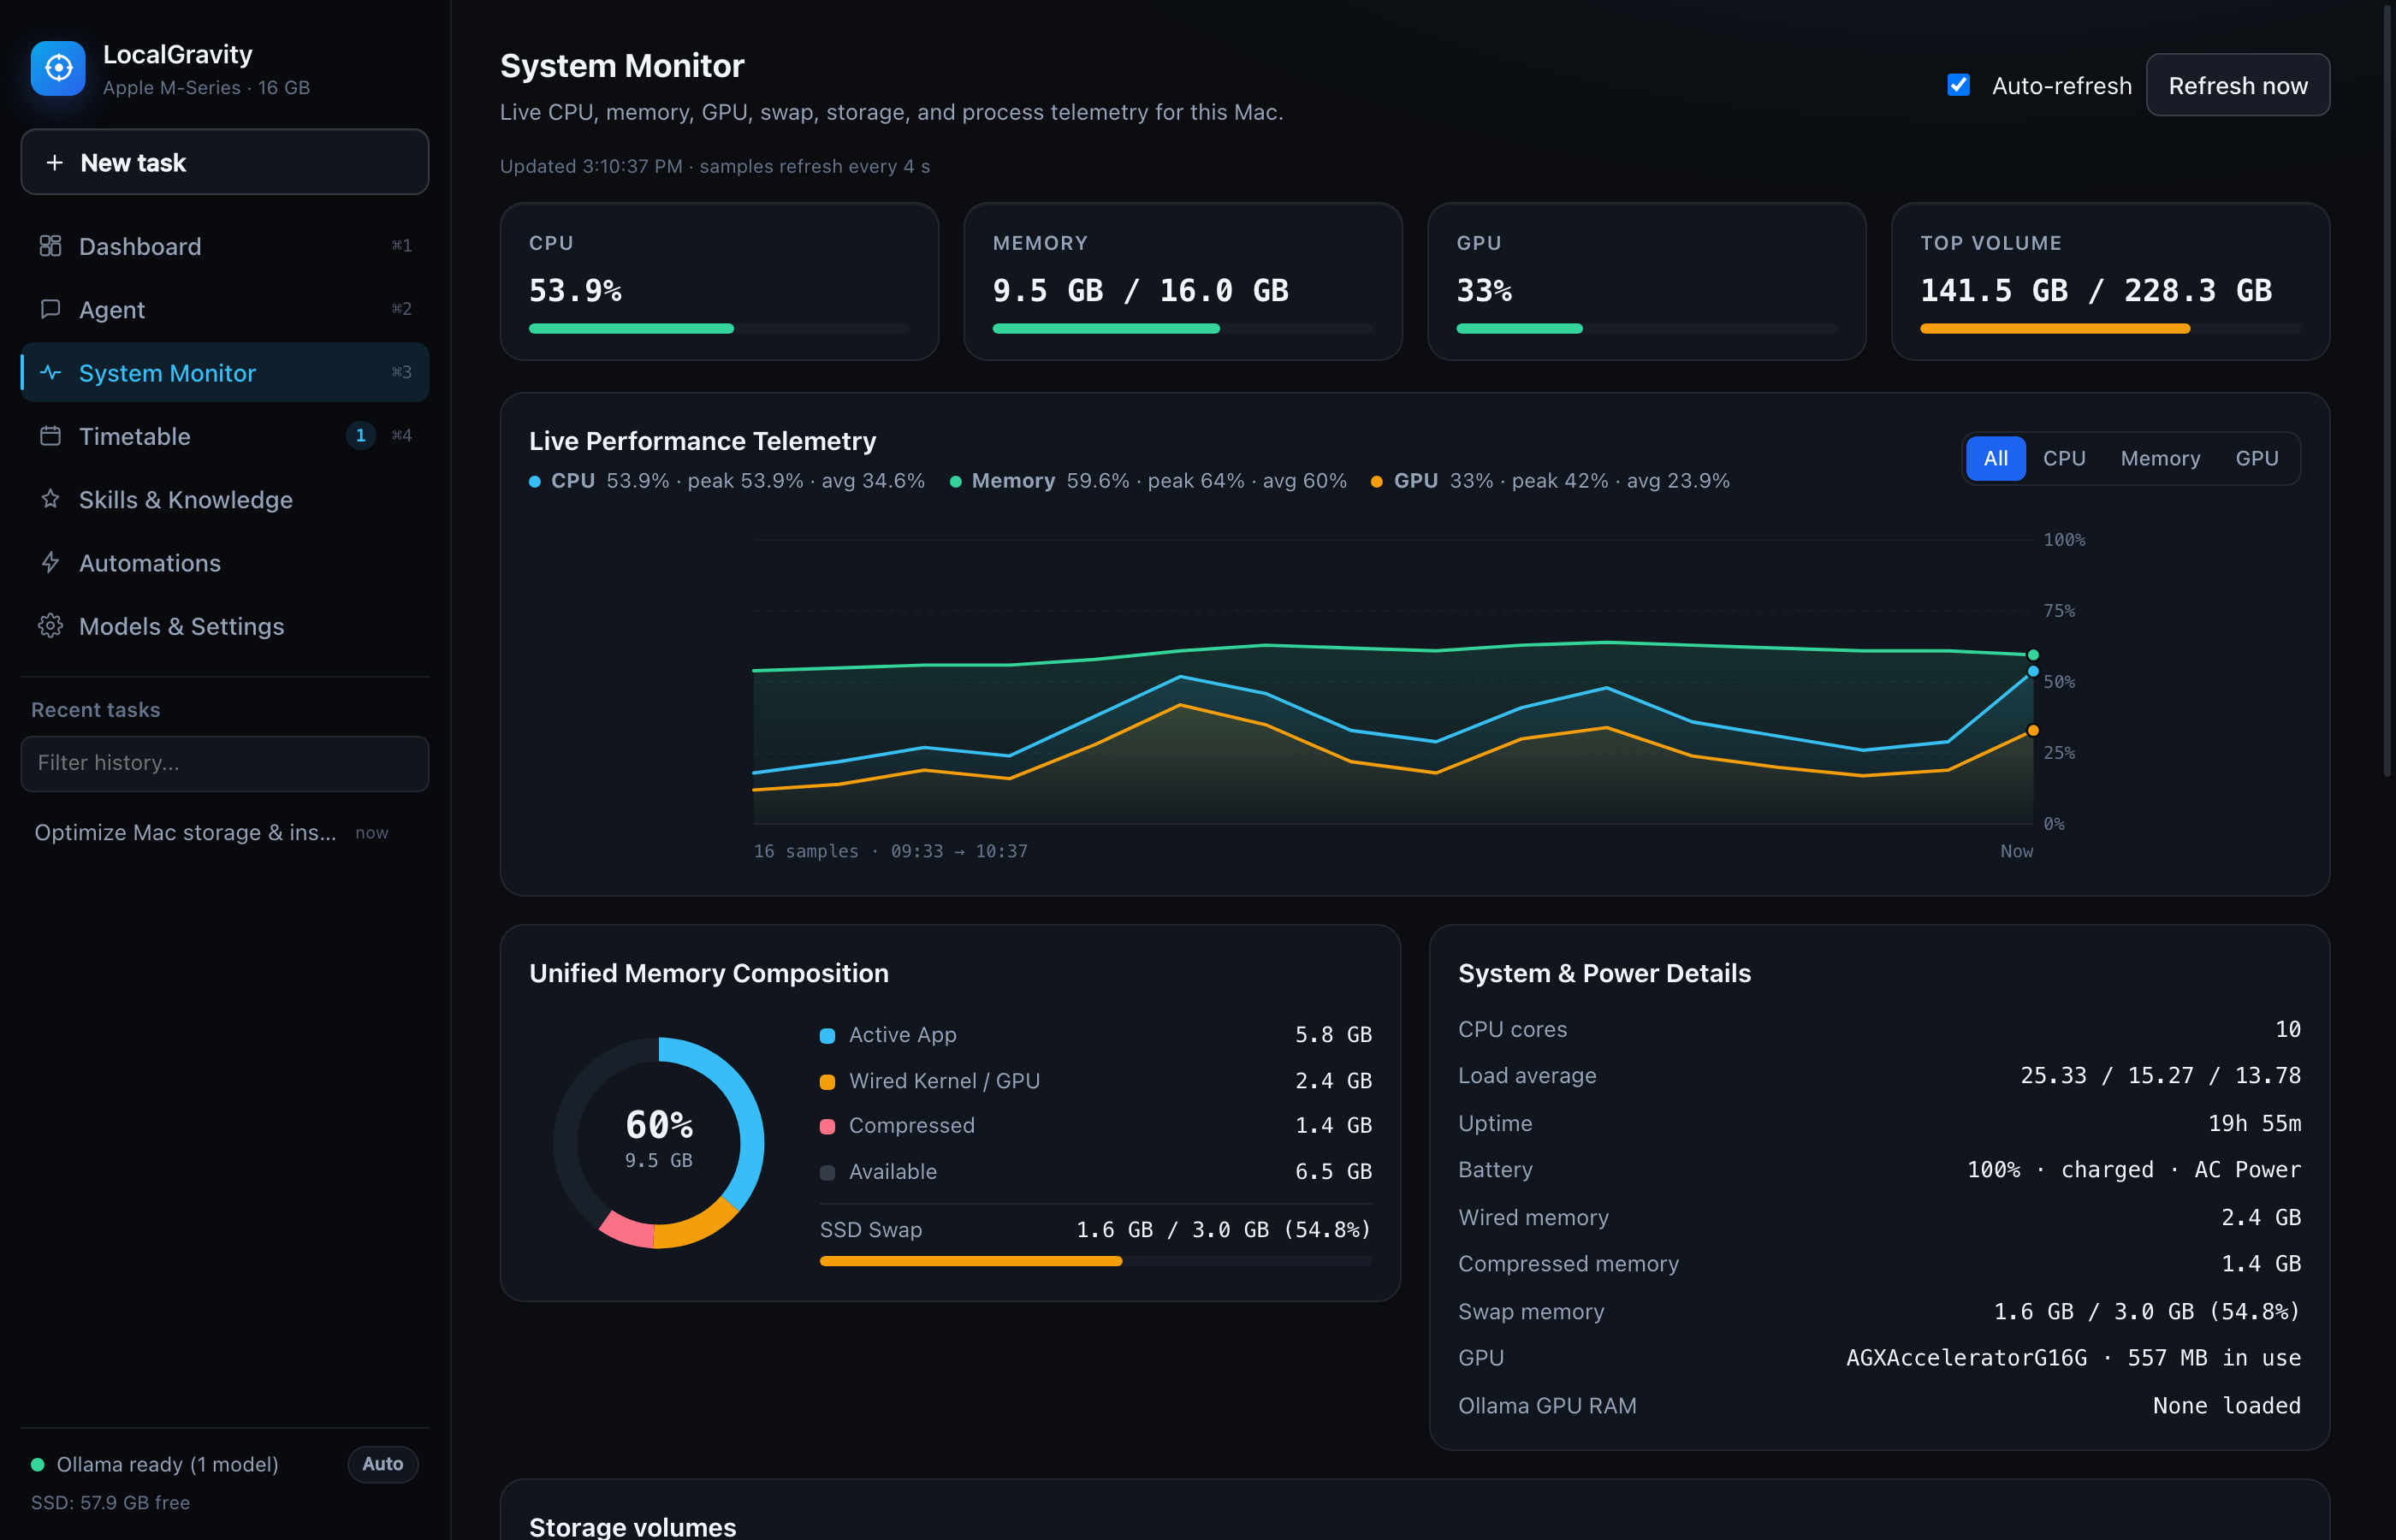 LocalGravity
Apple M-Series · 16 GB
+ New task
Dashboard ⌘1
Agent ⌘2
System Monitor ⌘3
Timetable 1 ⌘4
Skills & Knowledge
Automations
Models & Settings
Recent tasks
Filter history...
Optimize Mac storage & ins... now
Ollama ready (1 model) Auto
SSD: 57.9 GB free
System Monitor
Live CPU, memory, GPU, swap, storage, and process telemetry for this Mac.
Auto-refresh Refresh now
Updated 3:10:37 PM · samples refresh every 4 s
CPU
53.9%
MEMORY
9.5 GB / 16.0 GB
GPU
33%
TOP VOLUME
141.5 GB / 228.3 GB
Live Performance Telemetry
CPU 53.9% · peak 53.9% · avg 34.6% Memory 59.6% · peak 64% · avg 60% GPU 33% · peak 42% · avg 23.9%
All CPU Memory GPU
100%
75%
50%
25%
0%
16 samples · 09:33 → 10:37 Now
Unified Memory Composition
60%
9.5 GB
Active App 5.8 GB
Wired Kernel / GPU 2.4 GB
Compressed 1.4 GB
Available 6.5 GB
SSD Swap 1.6 GB / 3.0 GB (54.8%)
System & Power Details
CPU cores 10
Load average 25.33 / 15.27 / 13.78
Uptime 19h 55m
Battery 100% · charged · AC Power
Wired memory 2.4 GB
Compressed memory 1.4 GB
Swap memory 1.6 GB / 3.0 GB (54.8%)
GPU AGXAcceleratorG16G · 557 MB in use
Ollama GPU RAM None loaded
Storage volumes